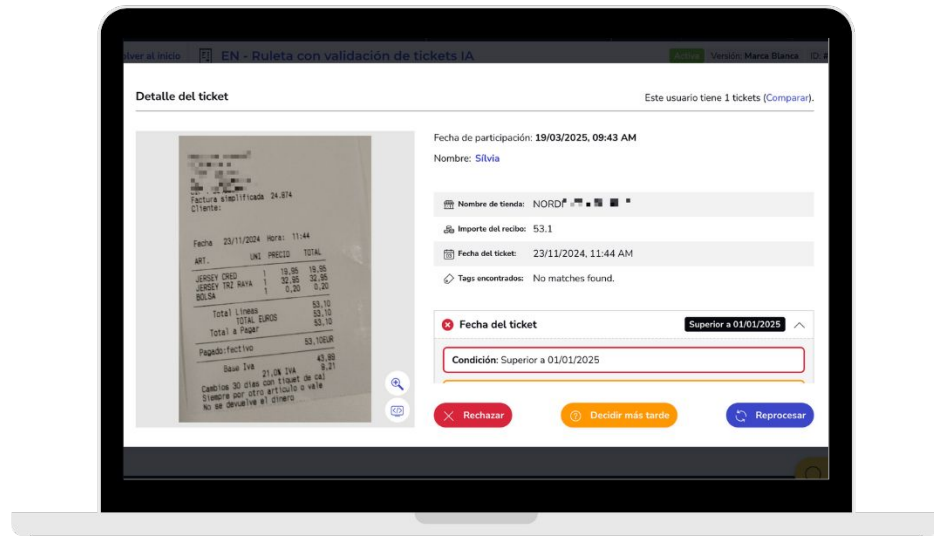 olver al inicio EN - Ruleta con validación de tickets IA Activa Versión: Marca Blanca ID:
Detalle del ticket
Este usuario tiene 1 tickets (Comparar).
Factura simplificada 24.874
Cliente:
Fecha 23/11/2024 Hora: 11:44
ART. UNI PRECIO TOTAL
JERSEY CRED 1 19,95 19,95
JERSEY TRZ RAYA 1 32,95 32,95
BOLSA 1 0,20 0,20
Total Lineas 53,10
TOTAL EUROS 53,10
Total a Pagar 53,10
Pagado:fectivo 53,10EUR
Base Iva 43,89
21,0% IVA 9,21
Cambios 30 dias con tiquet de caj
Siempre por otro articulo o vale
No se devuelve el dinero
Fecha de participación: 19/03/2025, 09:43 AM
Nombre: Sílvia
Nombre de tienda:
Importe del recibo: 53.1
Fecha del ticket: 23/11/2024, 11:44 AM
Tags encontrados: No matches found.
Fecha del ticket Superior a 01/01/2025
Condición: Superior a 01/01/2025
Rechazar
Decidir más tarde
Reprocesar